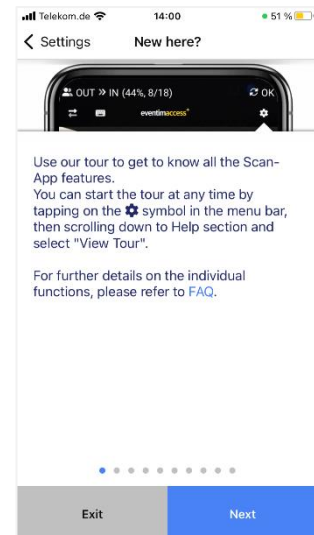 Telekom.de 14:00 51 %
Settings New here?
OUT » IN (44%, 8/18) OK
eventimaccess
Use our tour to get to know all the Scan-
App features.
You can start the tour at any time by
tapping on the symbol in the menu bar,
then scrolling down to Help section and
select "View Tour".
For further details on the individual
functions, please refer to FAQ.
Exit Next